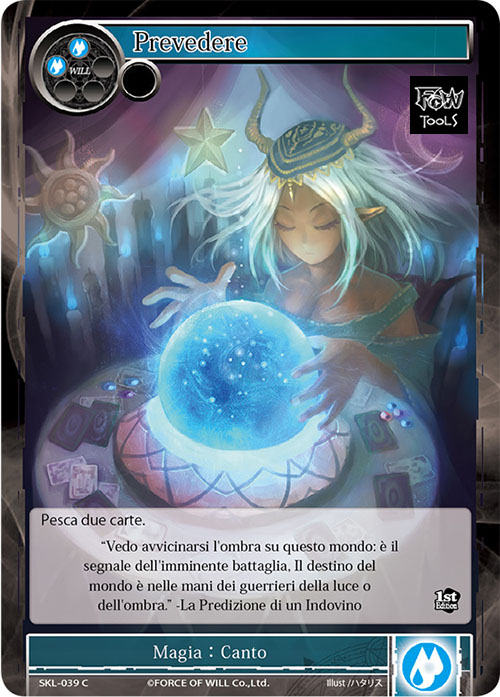 Prevedere
WILL
FOW
TOOLS
Pesca due carte.
“Vedo avvicinarsi l'ombra su questo mondo: è il
segnale dell'imminente battaglia, Il destino del
mondo è nelle mani dei guerrieri della luce o
dell'ombra.” -La Predizione di un Indovino
1st
Edition
Magia : Canto
SKL-039 C ©FORCE OF WILL Co.,Ltd. Illust/ハタリス